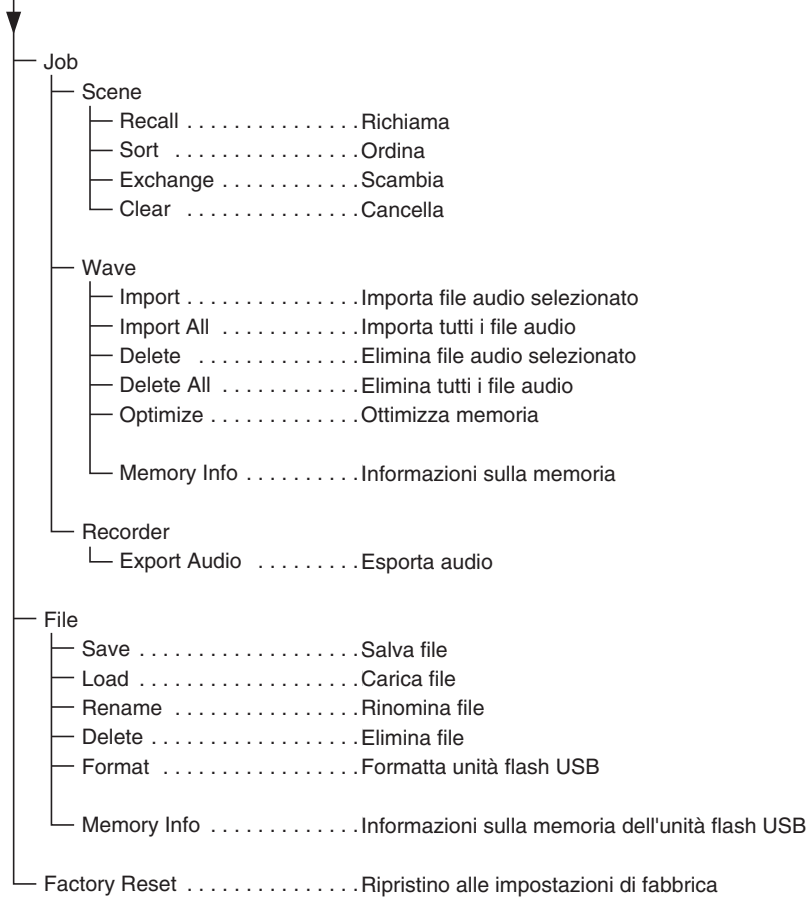 Job
Scene
Recall . . . . . . . . . . . . . . . Richiama
Sort . . . . . . . . . . . . . . . . Ordina
Exchange . . . . . . . . . . . . Scambia
Clear . . . . . . . . . . . . . . . Cancella
Wave
Import . . . . . . . . . . . . . . . Importa file audio selezionato
Import All . . . . . . . . . . . . Importa tutti i file audio
Delete . . . . . . . . . . . . . . Elimina file audio selezionato
Delete All . . . . . . . . . . . . Elimina tutti i file audio
Optimize . . . . . . . . . . . . . Ottimizza memoria
Memory Info . . . . . . . . . . Informazioni sulla memoria
Recorder
Export Audio . . . . . . . . . Esporta audio
File
Save . . . . . . . . . . . . . . . . . . . . Salva file
Load . . . . . . . . . . . . . . . . . . . . Carica file
Rename . . . . . . . . . . . . . . . . Rinomina file
Delete . . . . . . . . . . . . . . . . . . . Elimina file
Format . . . . . . . . . . . . . . . . . Formatta unità flash USB
Memory Info . . . . . . . . . . . . . Informazioni sulla memoria dell'unità flash USB
Factory Reset . . . . . . . . . . . . . . . Ripristino alle impostazioni di fabbrica